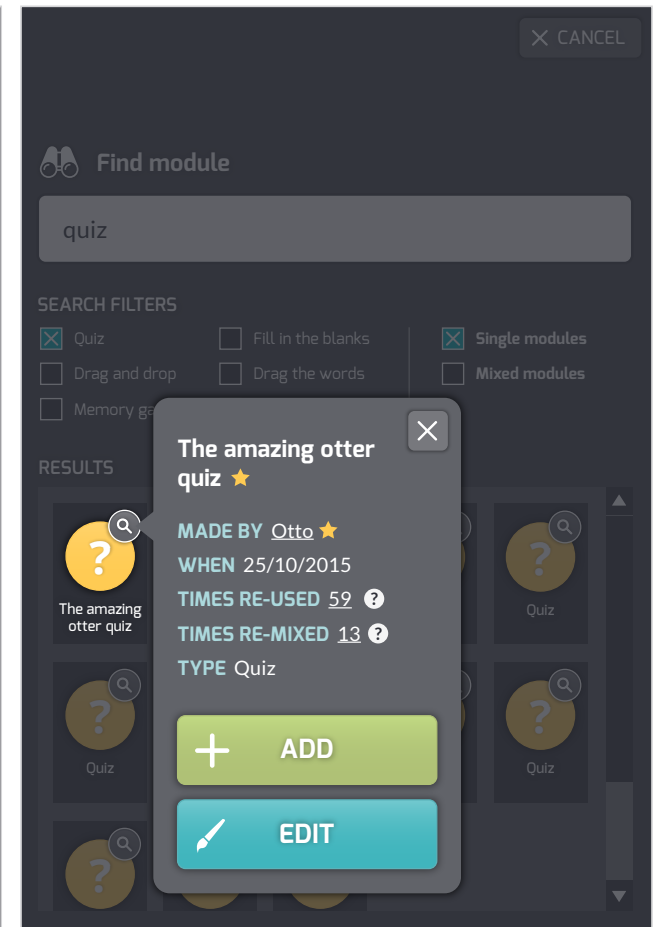 CANCEL
Find module
quiz
SEARCH FILTERS
Quiz
Fill in the blanks
Single modules
Drag and drop
Drag the words
Mixed modules
Memory ga
RESULTS
The amazing otter
quiz
MADE BY Otto
WHEN 25/10/2015
TIMES RE-USED 59 ?
TIMES RE-MIXED 13 ?
TYPE Quiz
ADD
EDIT
?
The amazing
otter quiz
?
Quiz
?
Quiz
?
Quiz
?